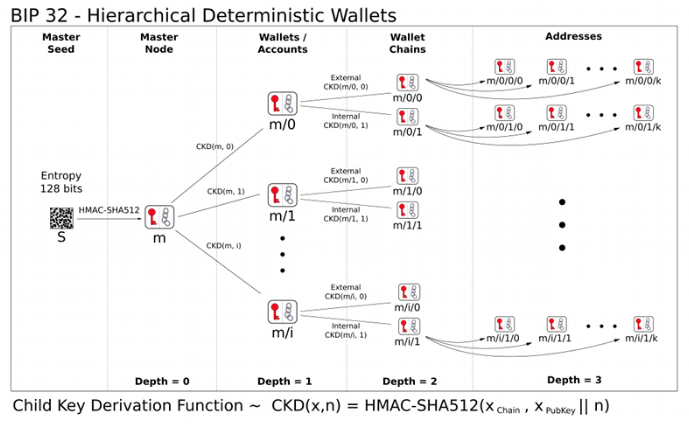 BIP 32 - Hierarchical Deterministic Wallets
Master
Seed
Master
Node
Wallets /
Accounts
Wallet
Chains
Addresses
Entropy
128 bits
S
HMAC-SHA512
m
CKD(m, 0)
CKD(m, 1)
CKD(m, i)
m/0
m/1
m/i
External
CKD(m/0, 0)
Internal
CKD(m/0, 1)
External
CKD(m/1, 0)
Internal
CKD(m/1, 1)
External
CKD(m/i, 0)
Internal
CKD(m/i, 1)
m/0/0
m/0/1
m/1/0
m/1/1
m/i/0
m/i/1
m/0/0/0 m/0/0/1 m/0/0/k
m/0/1/0 m/0/1/1 m/0/1/k
m/i/1/0 m/i/1/1 m/i/1/k
Depth = 0
Depth = 1
Depth = 2
Depth = 3
Child Key Derivation Function ~ CKD(x,n) = HMAC-SHA512(x Chain , x PubKey || n)